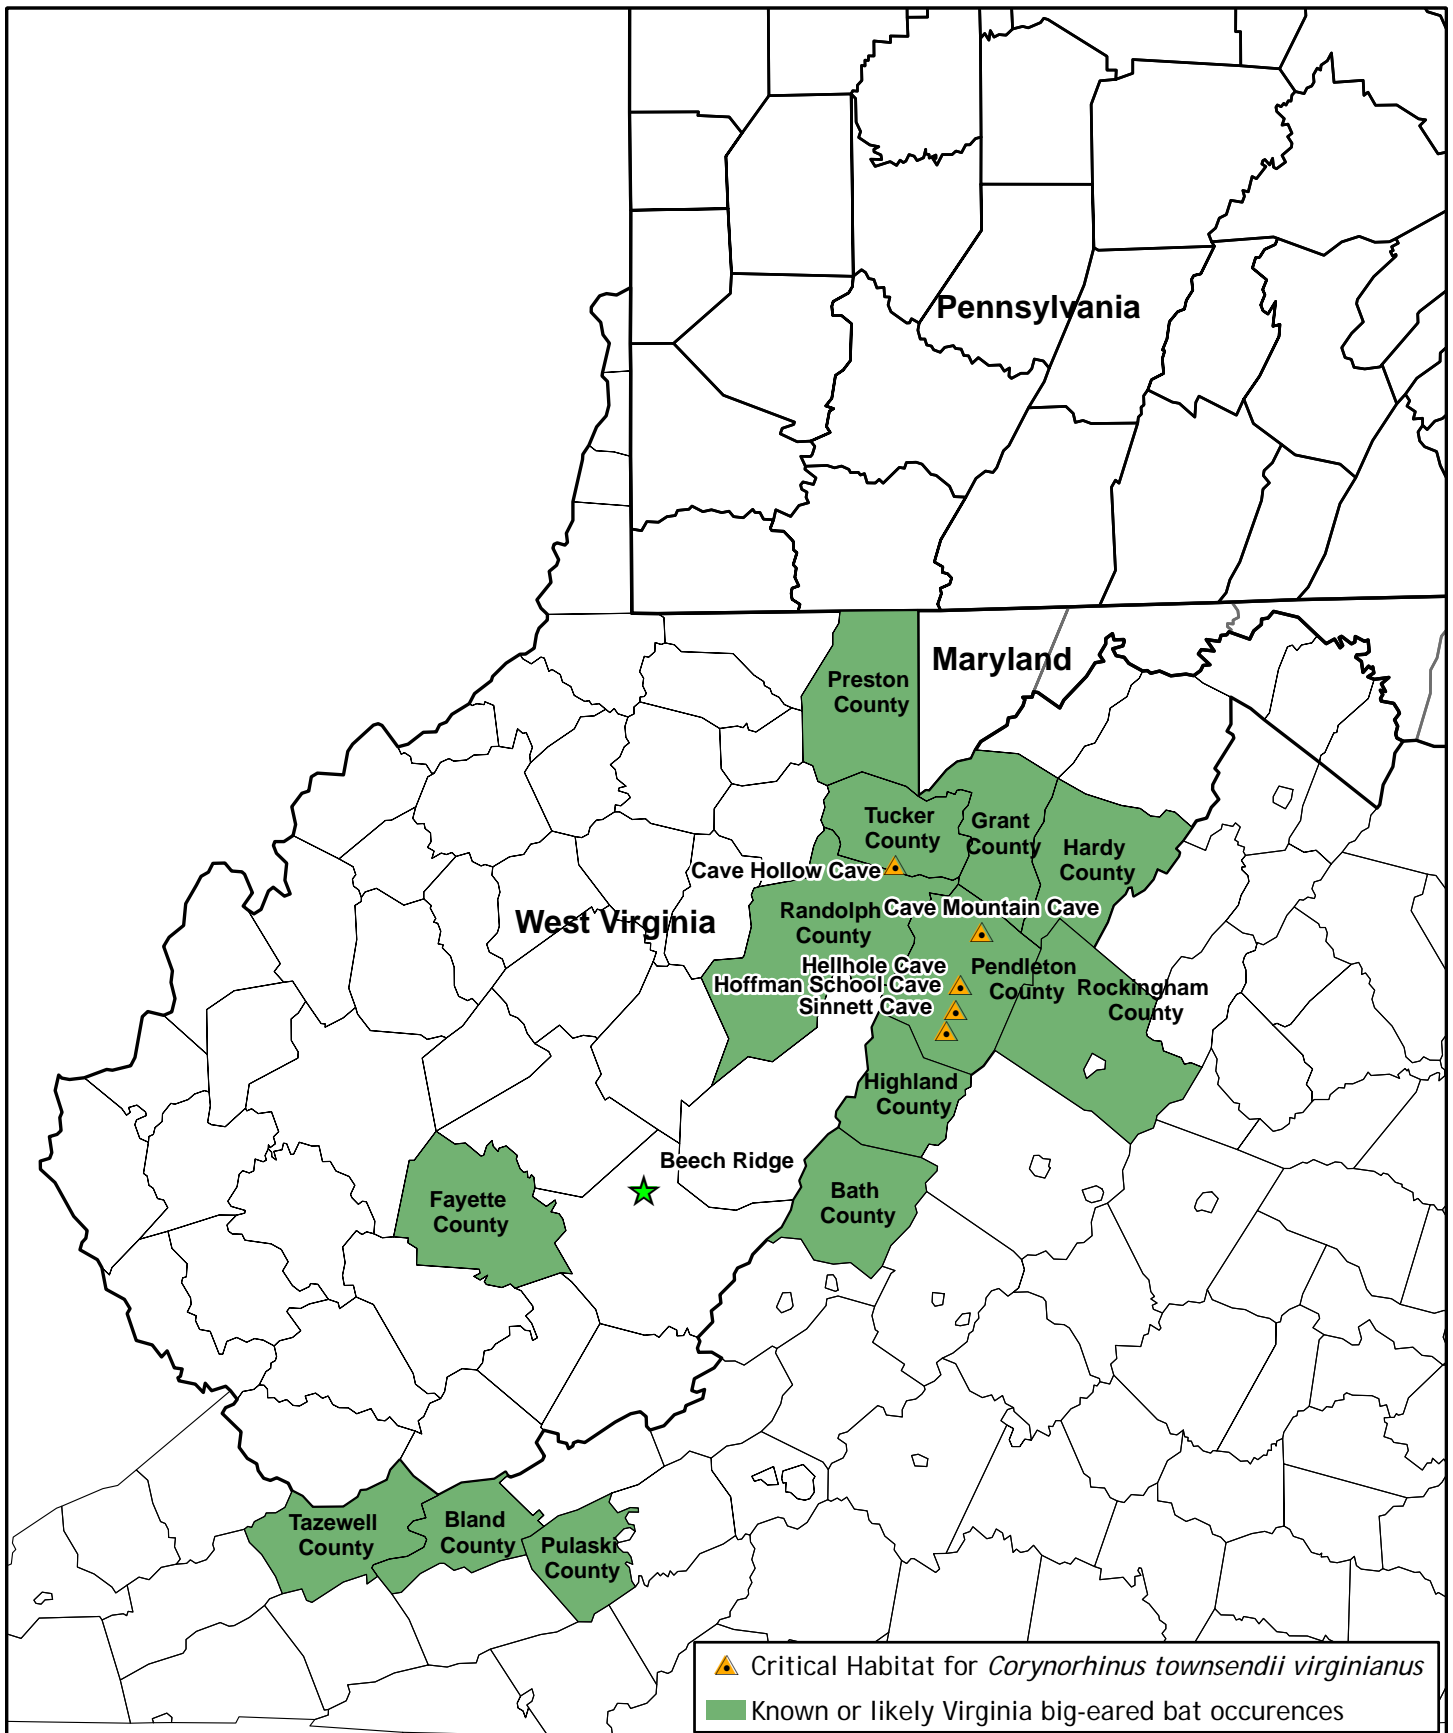 Pennsylvania
Maryland
Preston
County
Tucker
County
Grant
County
Hardy
County
Cave Hollow Cave
West Virginia
Randolph
County
Cave Mountain Cave
Hellhole Cave
Hoffman School Cave
Sinnett Cave
Pendleton
County
Rockingham
County
Highland
County
Beech Ridge
Fayette
County
Bath
County
Tazewell
County
Bland
County
Pulaski
County
Critical Habitat for Corynorhinus townsendii virginianus
Known or likely Virginia big-eared bat occurences